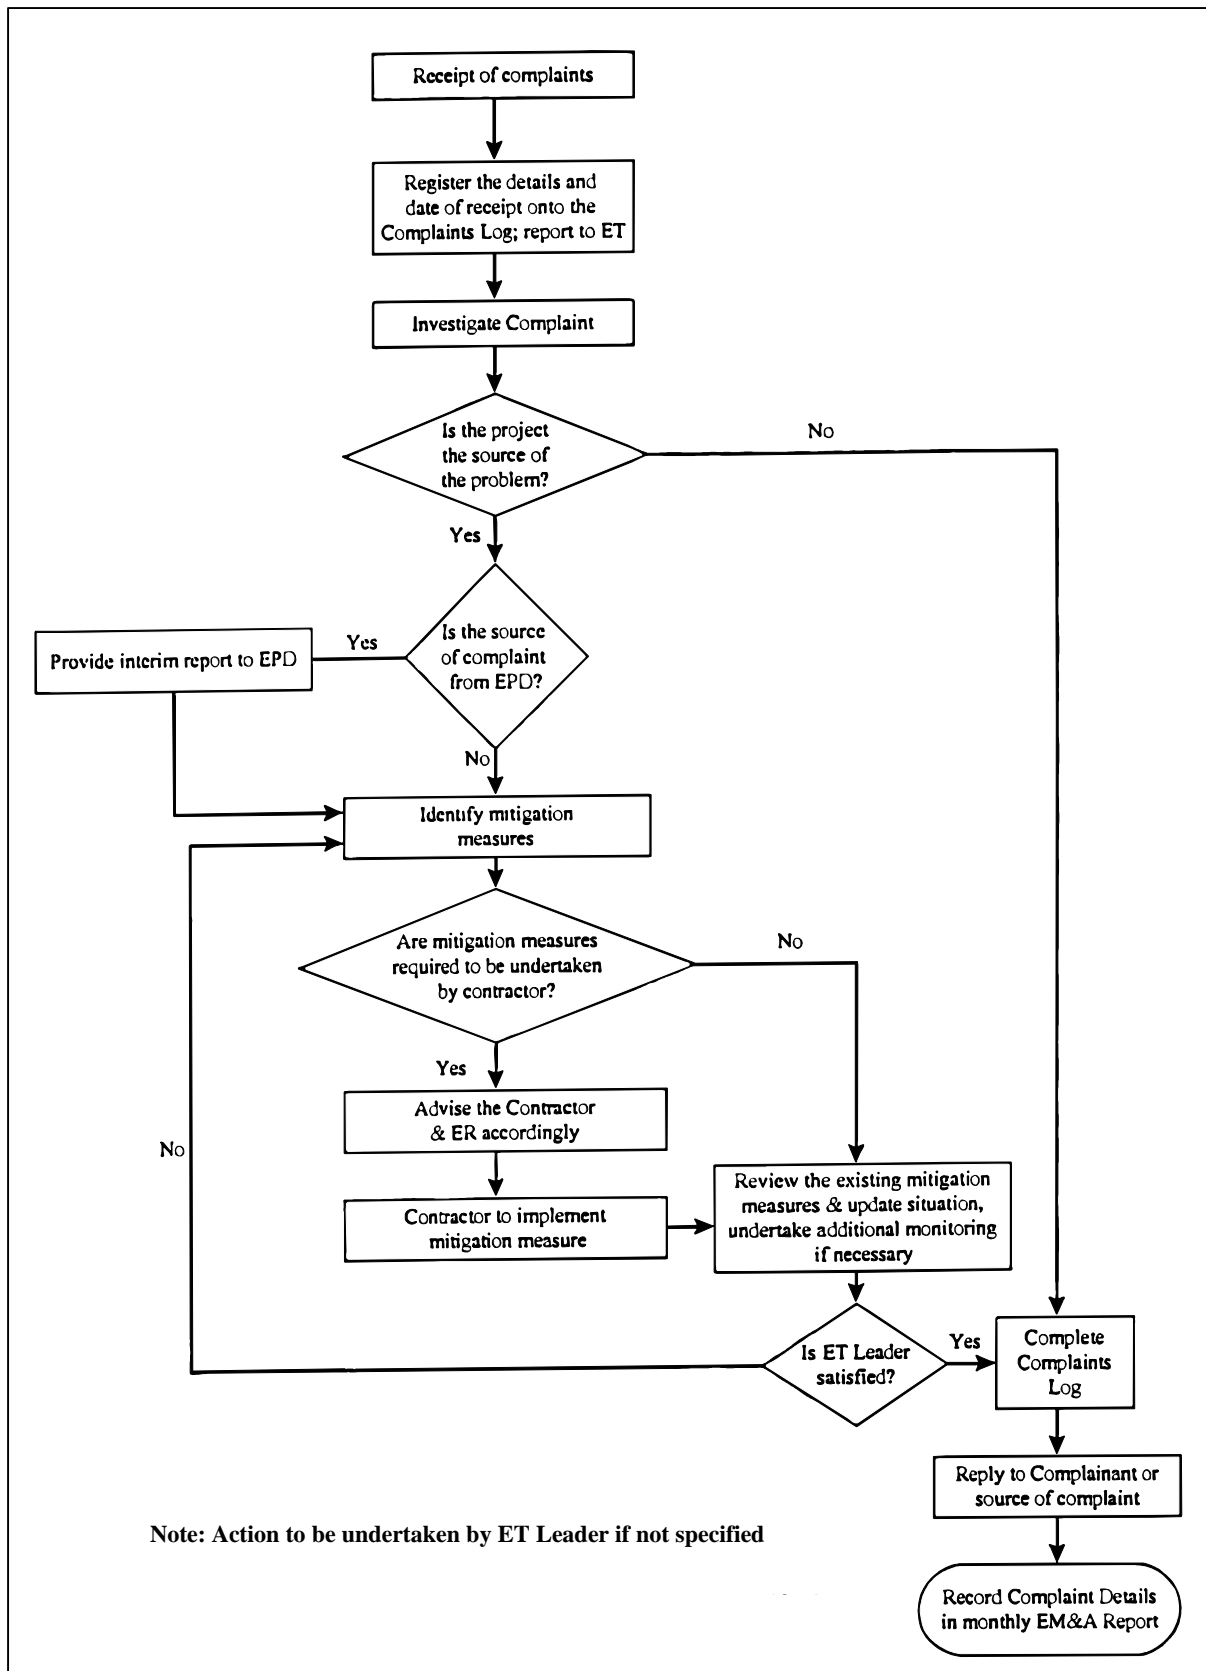 Receipt of complaints
Register the details and
date of receipt onto the
Complaints Log; report to ET
Investigate Complaint
Is the project
the source of
the problem?
No
Yes
Is the source
of complaint
from EPD?
Yes
Provide interim report to EPD
No
Identify mitigation
measures
Are mitigation measures
required to be undertaken
by contractor?
No
Yes
Advise the Contractor
& ER accordingly
No
Contractor to implement
mitigation measure
Review the existing mitigation
measures & update situation,
undertake additional monitoring
if necessary
Is ET Leader
satisfied?
Yes
Complete
Complaints
Log
Reply to Complainant or
source of complaint
Note: Action to be undertaken by ET Leader if not specified
Record Complaint Details
in monthly EM&A Report